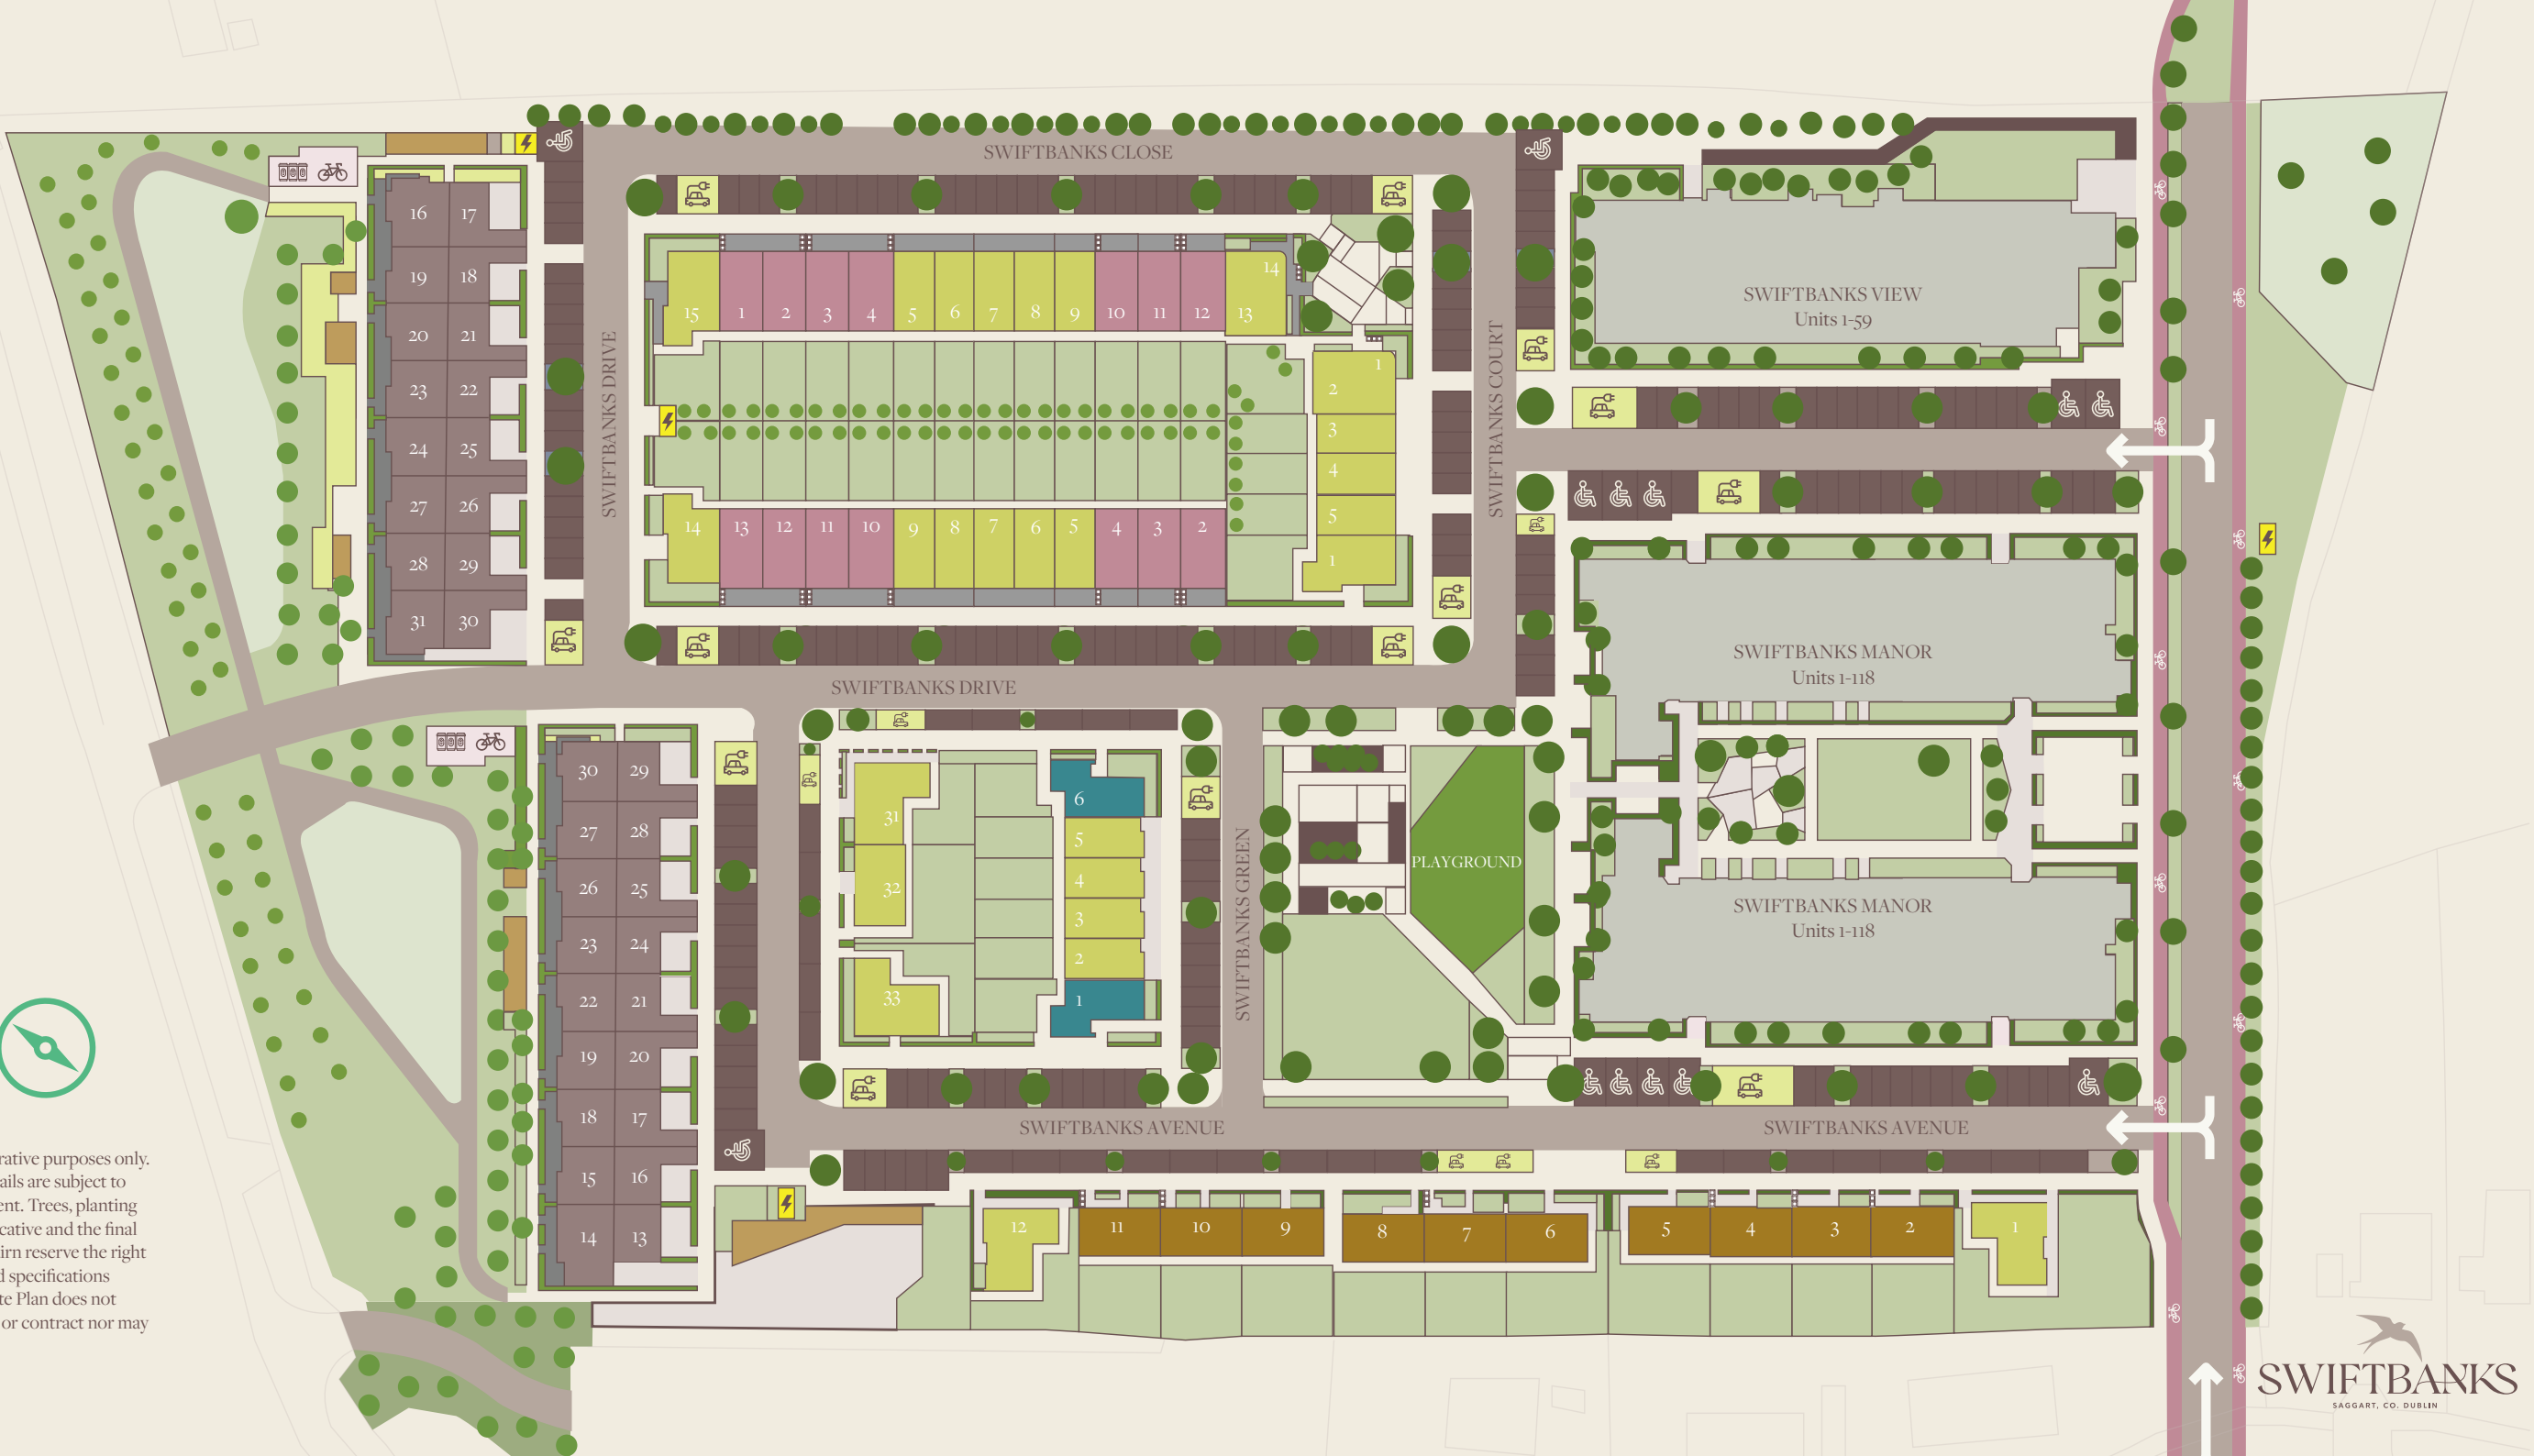 SWIFTBANKS CLOSE
16 17
19 18
20 21
23 22
24 25
27 26
28 29
31 30
SWIFTBANKS DRIVE
15 1 2 3 4 5 6 7 8 9 10 11 12 13 14
14 13 12 11 10 9 8 7 6 5 4 3 2
1
2
3
4
5
1
SWIFTBANKS COURT
SWIFTBANKS VIEW
Units 1-59
SWIFTBANKS MANOR
Units 1-118
SWIFTBANKS DRIVE
30 29
27 28
26 25
23 24
22 21
19 20
18 17
15 16
14 13
31
32
33
6
5
4
3
2
1
SWIFTBANKS GREEN
PLAYGROUND
SWIFTBANKS MANOR
Units 1-118
SWIFTBANKS AVENUE
SWIFTBANKS AVENUE
12 11 10 9 8 7 6 5 4 3 2 1
rative purposes only.
ails are subject to
ent. Trees, planting
cative and the final
irn reserve the right
d specifications
te Plan does not
or contract nor may
SWIFTBANKS
SAGGART, CO. DUBLIN